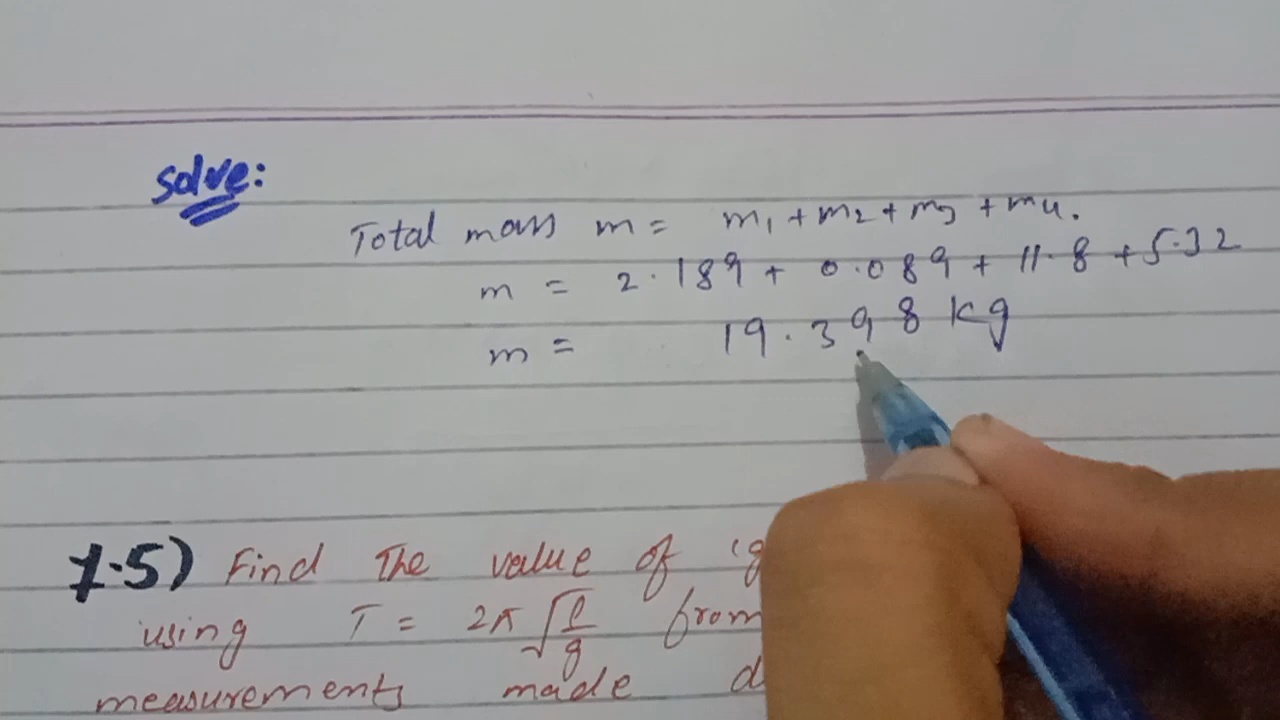 Solve:
Total mass m = m1 + m2 + m3 + m4.
m = 2.189 + 0.089 + 11.8 + 5.32
m = 19.398 kg
1.5) Find The value of 'g
using T = 2π √l/g from
measurements made